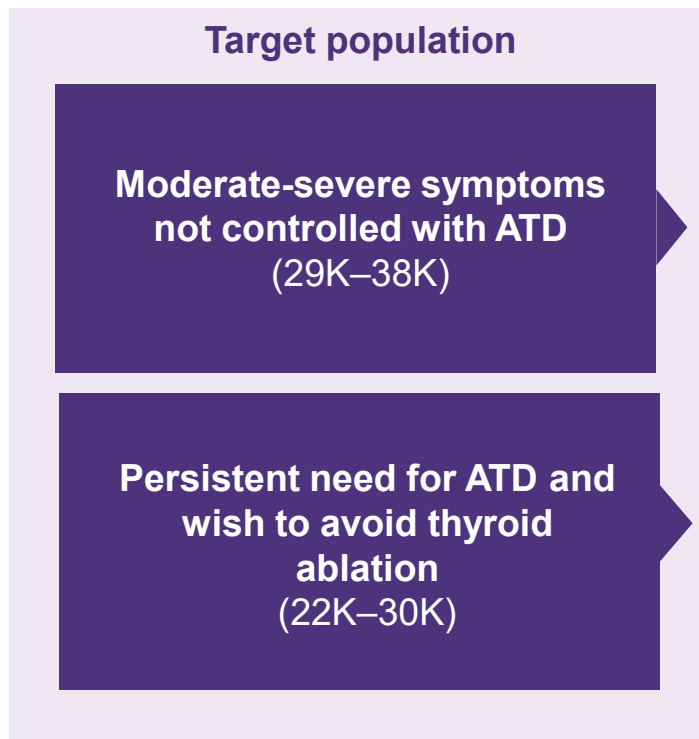 Target population
Moderate-severe symptoms
not controlled with ATD
(29K–38K)
Persistent need for ATD and
wish to avoid thyroid
ablation
(22K–30K)